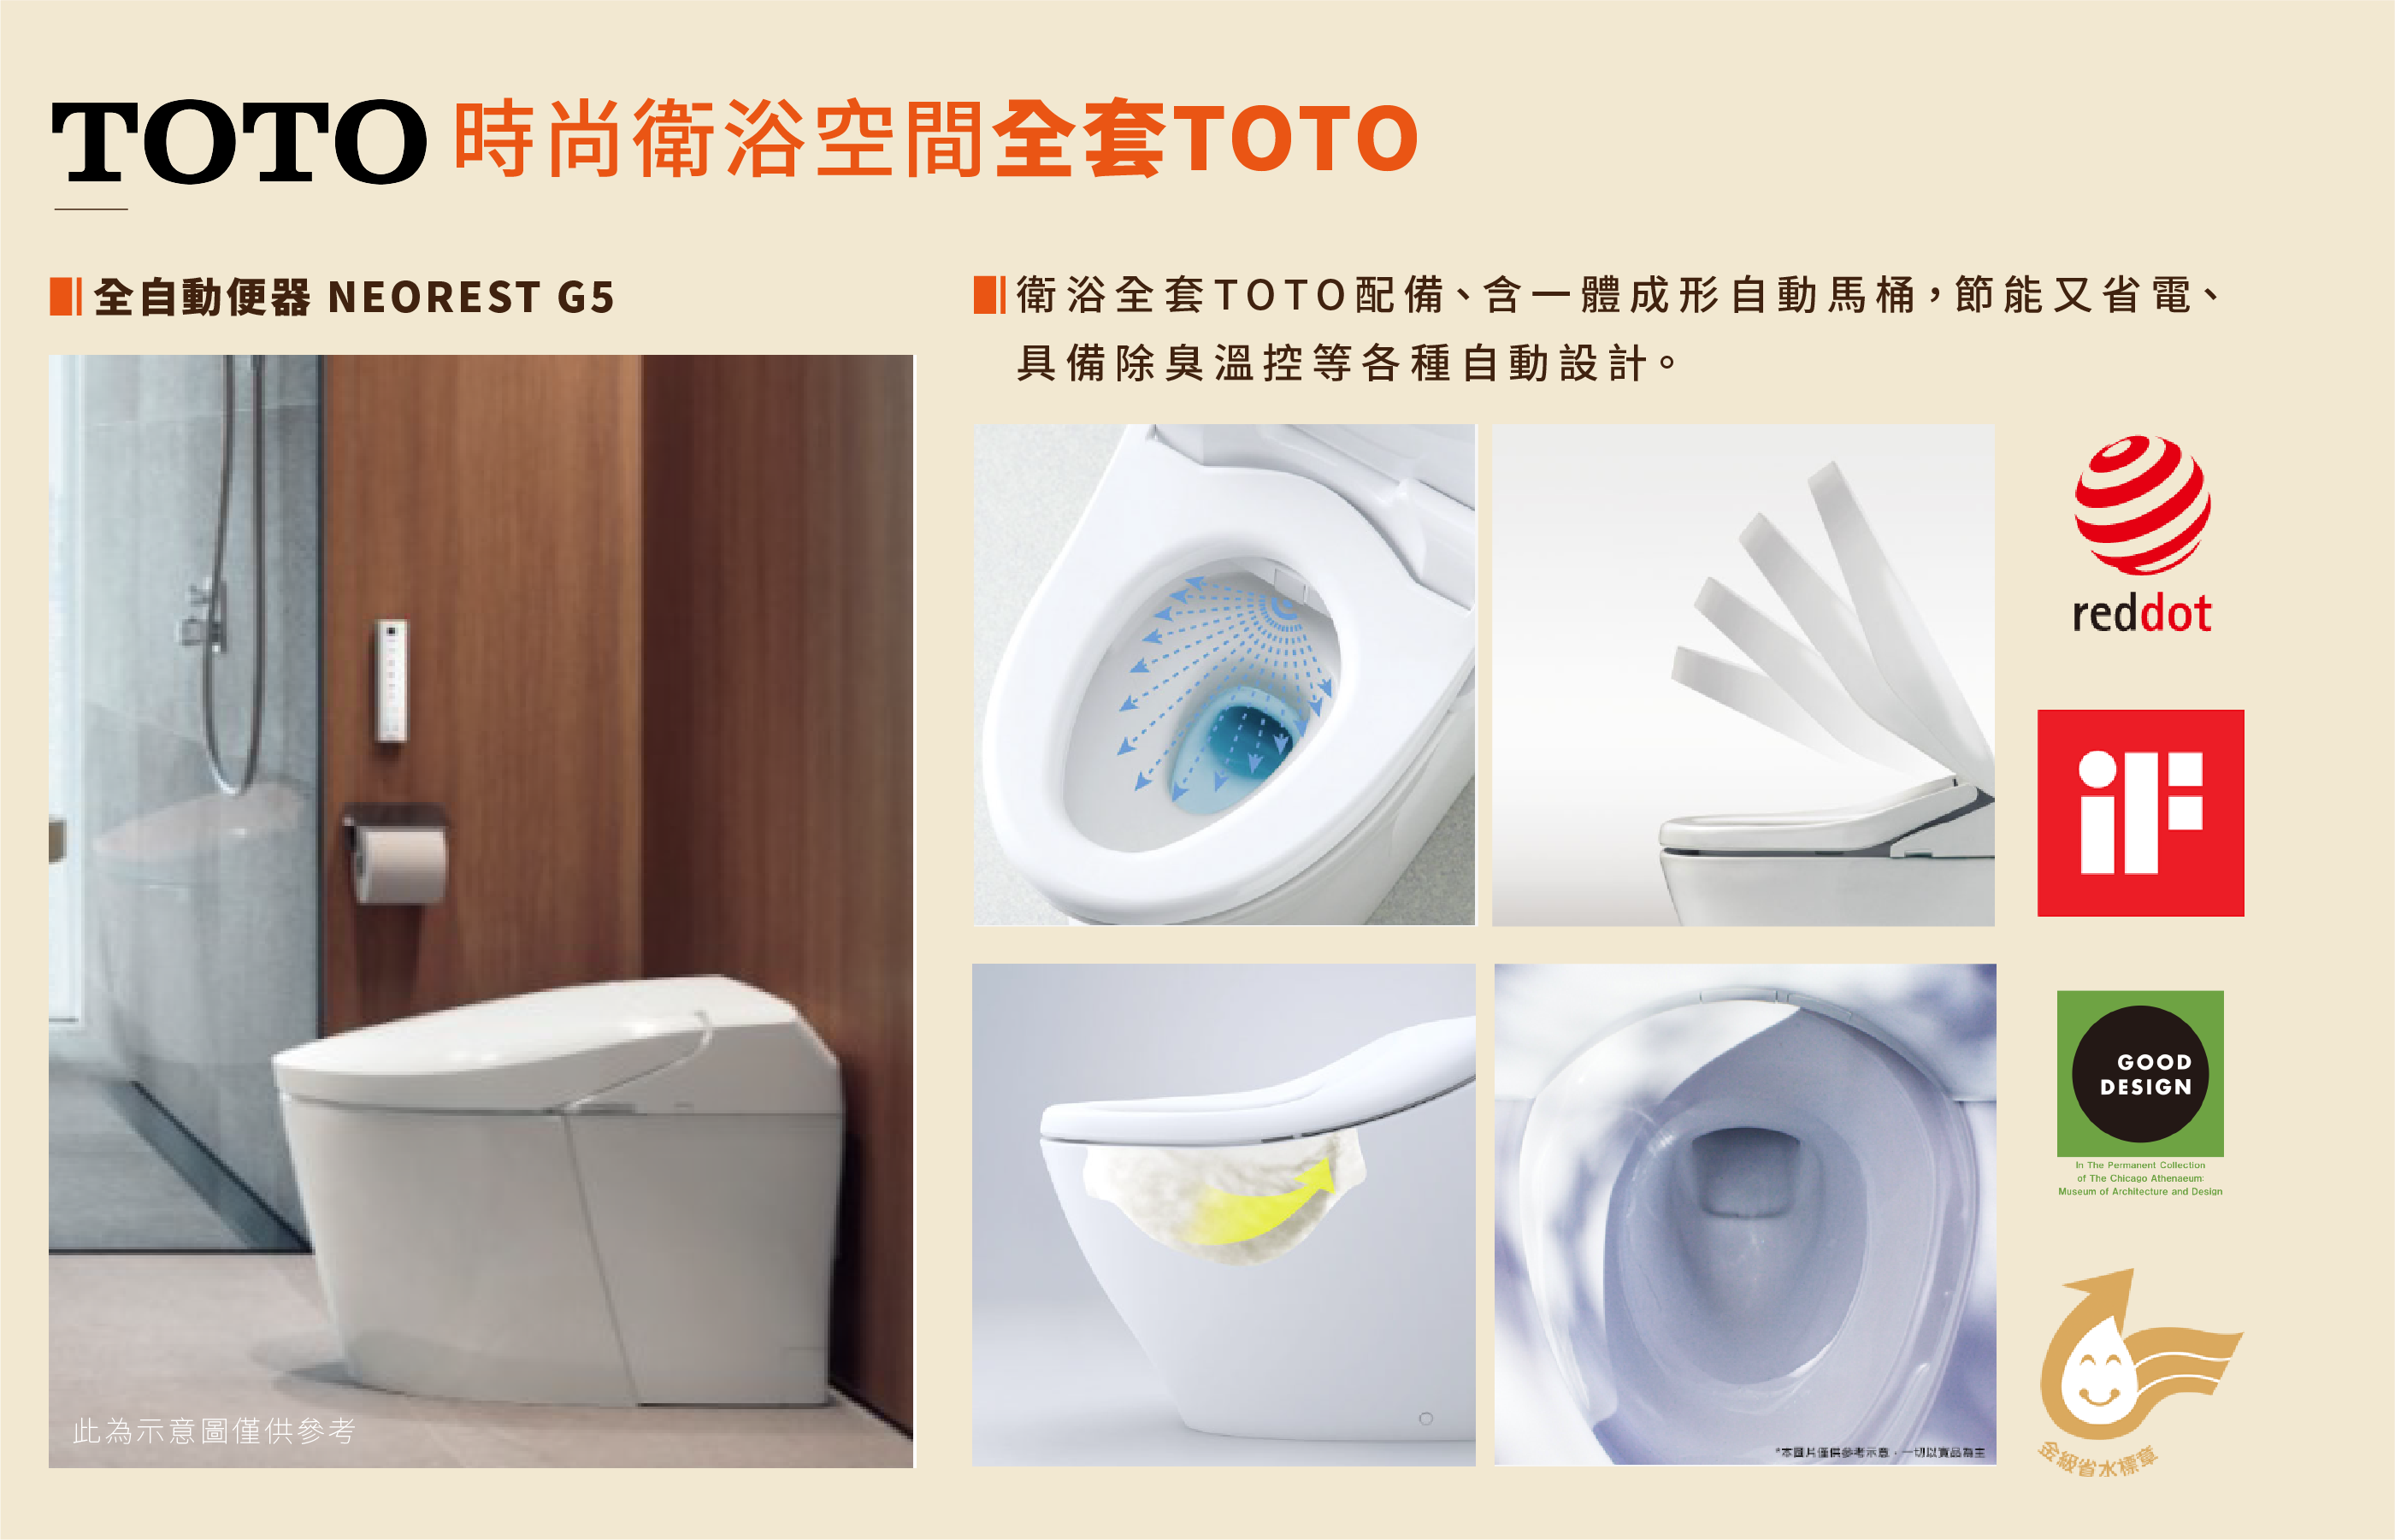 TOTO 時尚衛浴空間全套TOTO
全自動便器 NEOREST G5
衛浴全套TOTO配備、含一體成形自動馬桶，節能又省電、
具備除臭溫控等各種自動設計。
reddot
iF
GOOD
DESIGN
In The Permanent Collection
of The Chicago Athenaeum:
Museum of Architecture and Design
金級省水標章
此為示意圖僅供參考
*本圖片僅供參考示意，一切以實品為主